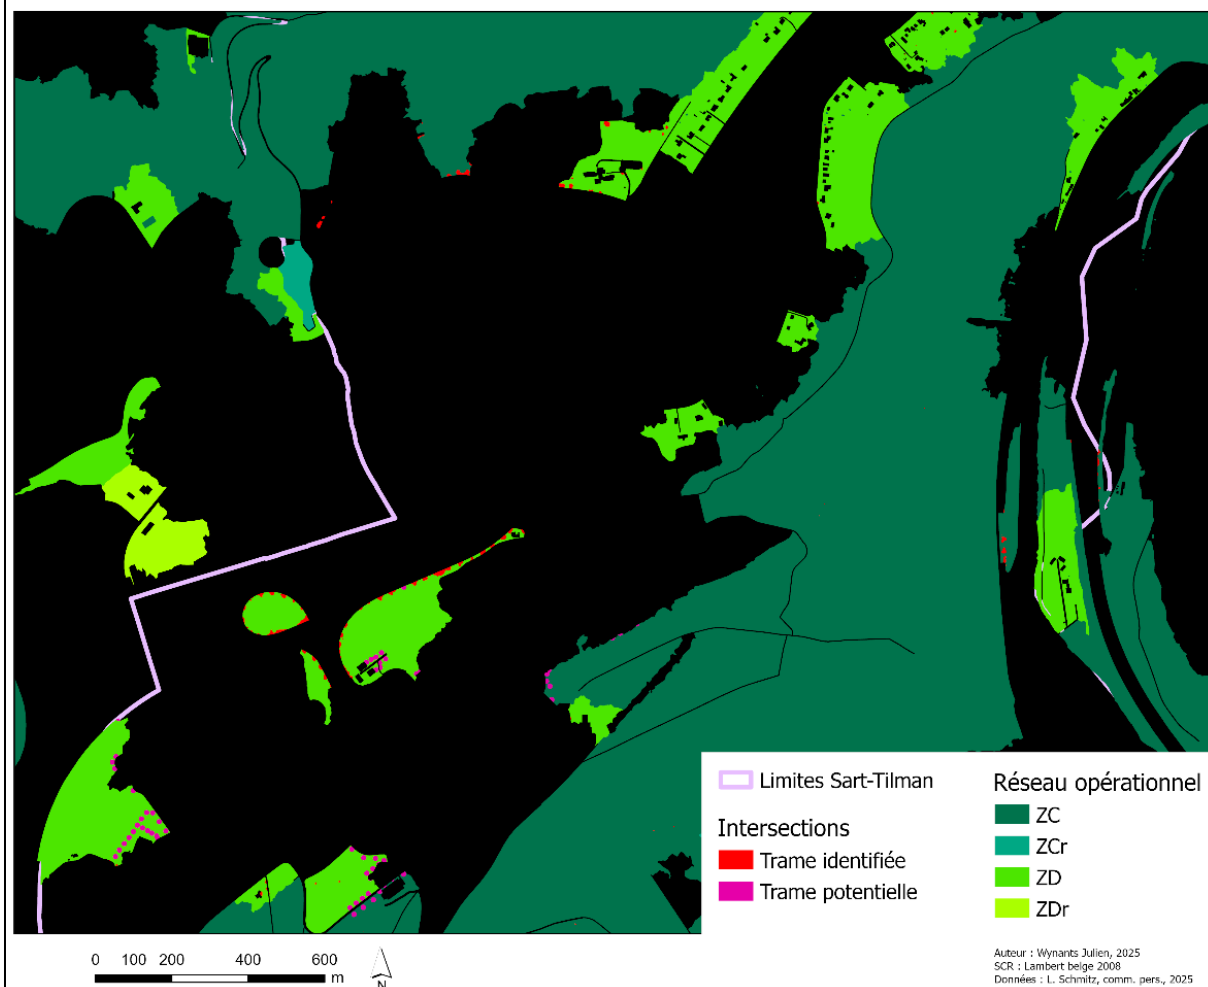 Limites Sart-Tilman
Intersections
Trame identifiée
Trame potentielle
Réseau opérationnel
ZC
ZCr
ZD
ZDr
0 100 200 400 600
m
N
Auteur : Wynants Julien, 2025
SCR : Lambert belge 2008
Données : L. Schmitz, comm. pers., 2025